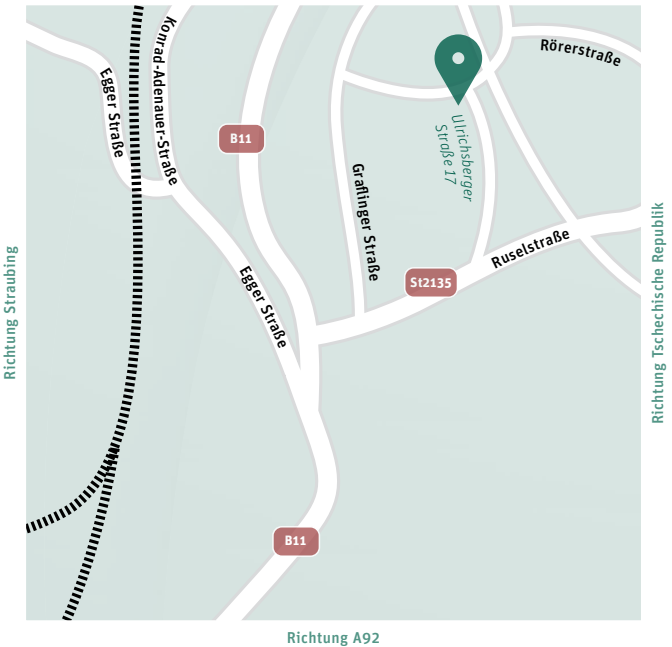 Konrad-Adenauer-Straße
Rörerstraße
Egger Straße
B11
Ulrichsberger
Straße 17
Graflinger Straße
Ruselstraße
Egger Straße
St2135
Richtung Straubing
Richtung Tschechische Republik
B11
Richtung A92